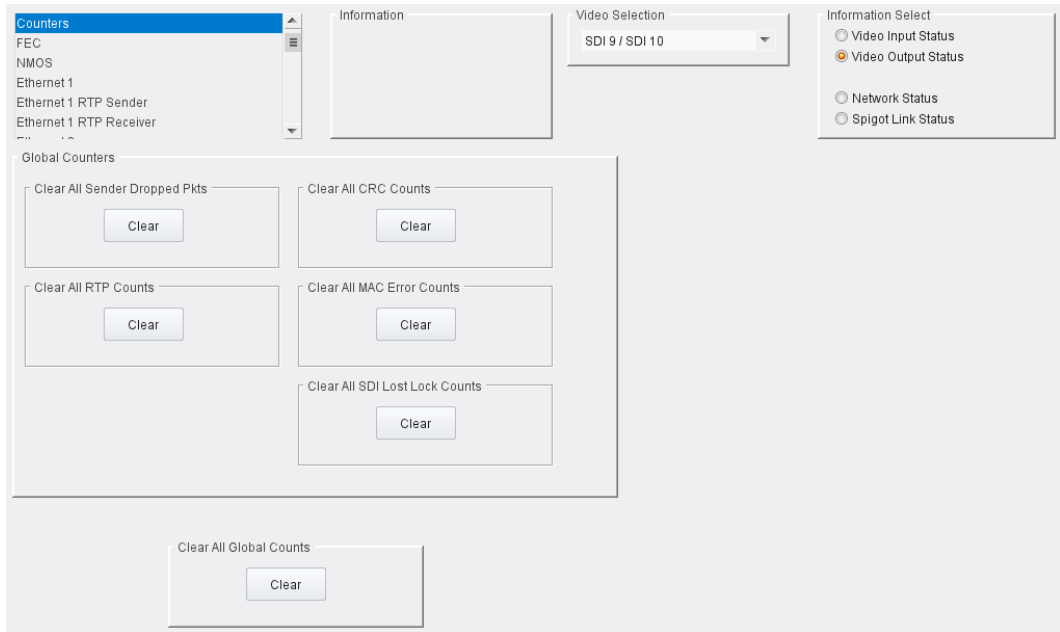 Counters
FEC
NMOS
Ethernet 1
Ethernet 1 RTP Sender
Ethernet 1 RTP Receiver
Information
Video Selection
SDI 9 / SDI 10
Information Select
Video Input Status
Video Output Status
Network Status
Spigot Link Status
Global Counters
Clear All Sender Dropped Pkts
Clear
Clear All CRC Counts
Clear
Clear All RTP Counts
Clear
Clear All MAC Error Counts
Clear
Clear All SDI Lost Lock Counts
Clear
Clear All Global Counts
Clear